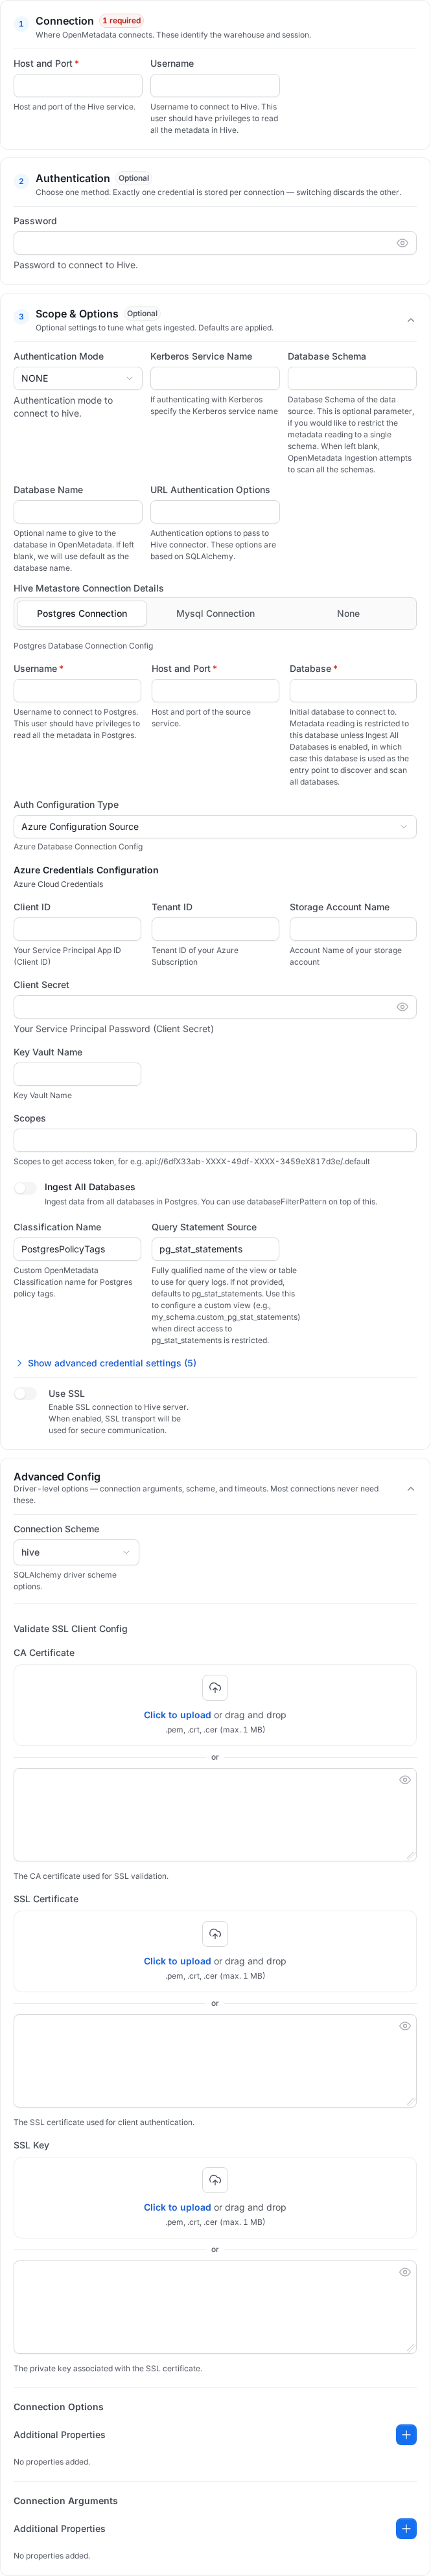 1
Connection
1 required
Where OpenMetadata connects. These identify the warehouse and session.
Host and Port *
Username
Host and port of the Hive service.
Username to connect to Hive. This
user should have privileges to read
all the metadata in Hive.
2
Authentication
Optional
Choose one method. Exactly one credential is stored per connection — switching discards the other.
Password
Password to connect to Hive.
3
Scope & Options
Optional
Optional settings to tune what gets ingested. Defaults are applied.
Authentication Mode
Kerberos Service Name
Database Schema
NONE
Authentication mode to
connect to hive.
If authenticating with Kerberos
specify the Kerberos service name
Database Schema of the data
source. This is optional parameter,
if you would like to restrict the
metadata reading to a single
schema. When left blank,
OpenMetadata Ingestion attempts
to scan all the schemas.
Database Name
URL Authentication Options
Optional name to give to the
database in OpenMetadata. If left
blank, we will use default as the
database name.
Authentication options to pass to
Hive connector. These options are
based on SQLAlchemy.
Hive Metastore Connection Details
Postgres Connection
Mysql Connection
None
Postgres Database Connection Config
Username *
Host and Port *
Database *
Username to connect to Postgres.
This user should have privileges to
read all the metadata in Postgres.
Host and port of the source
service.
Initial database to connect to.
Metadata reading is restricted to
this database unless Ingest All
Databases is enabled, in which
case this database is used as the
entry point to discover and scan
all databases.
Auth Configuration Type
Azure Configuration Source
Azure Database Connection Config
Azure Credentials Configuration
Azure Cloud Credentials
Client ID
Tenant ID
Storage Account Name
Your Service Principal App ID
(Client ID)
Tenant ID of your Azure
Subscription
Account Name of your storage
account
Client Secret
Your Service Principal Password (Client Secret)
Key Vault Name
Key Vault Name
Scopes
Scopes to get access token, for e.g. api://6dfX33ab-XXXX-49df-XXXX-3459eX817d3e/.default
Ingest All Databases
Ingest data from all databases in Postgres. You can use databaseFilterPattern on top of this.
Classification Name
Query Statement Source
PostgresPolicyTags
pg_stat_statements
Custom OpenMetadata
Classification name for Postgres
policy tags.
Fully qualified name of the view or table
to use for query logs. If not provided,
defaults to pg_stat_statements. Use this
to configure a custom view (e.g.,
my_schema.custom_pg_stat_statements)
when direct access to
pg_stat_statements is restricted.
Show advanced credential settings (5)
Use SSL
Enable SSL connection to Hive server.
When enabled, SSL transport will be
used for secure communication.
Advanced Config
Driver-level options — connection arguments, scheme, and timeouts. Most connections never need
these.
Connection Scheme
hive
SQLAlchemy driver scheme
options.
Validate SSL Client Config
CA Certificate
Click to upload or drag and drop
.pem, .crt, .cer (max. 1 MB)
or
The CA certificate used for SSL validation.
SSL Certificate
Click to upload or drag and drop
.pem, .crt, .cer (max. 1 MB)
or
The SSL certificate used for client authentication.
SSL Key
Click to upload or drag and drop
.pem, .crt, .cer (max. 1 MB)
or
The private key associated with the SSL certificate.
Connection Options
Additional Properties
No properties added.
Connection Arguments
Additional Properties
No properties added.